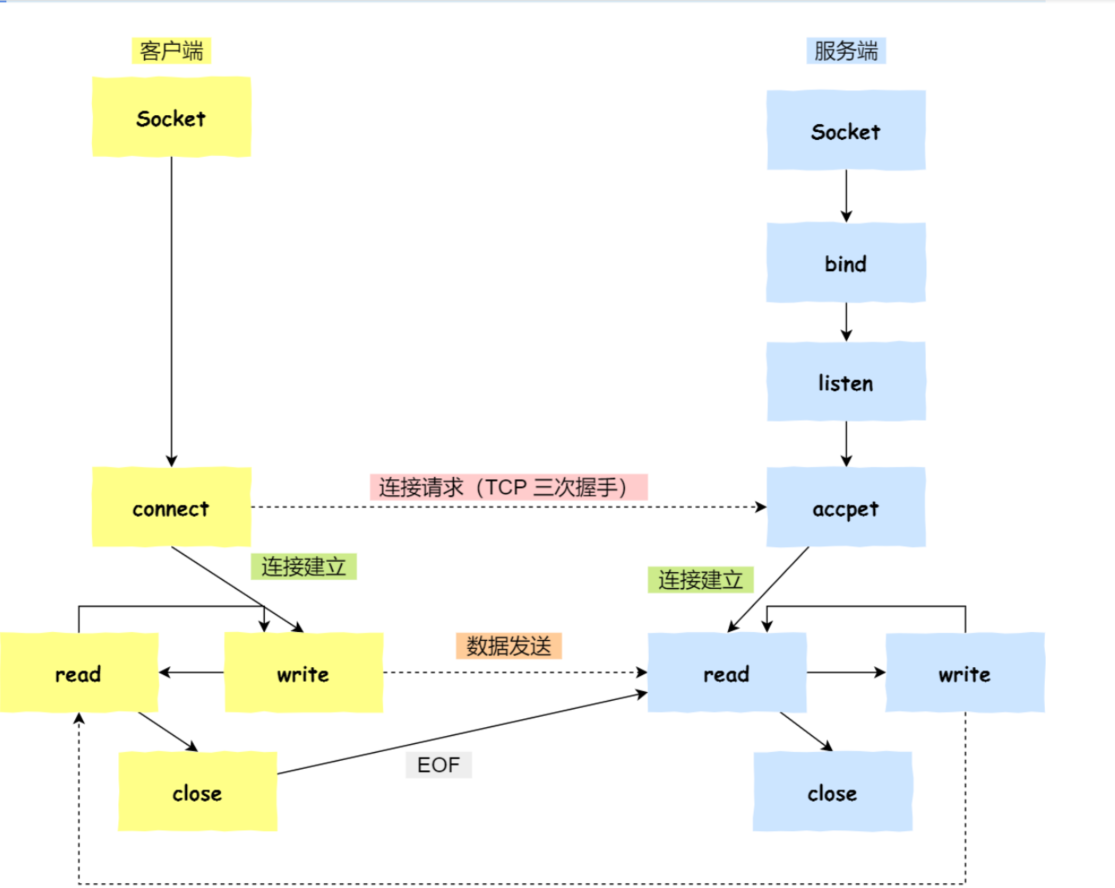 客户端
服务端
Socket
Socket
bind
listen
connect
连接请求（TCP 三次握手）
accpet
连接建立
连接建立
read
write
数据发送
read
write
close
EOF
close